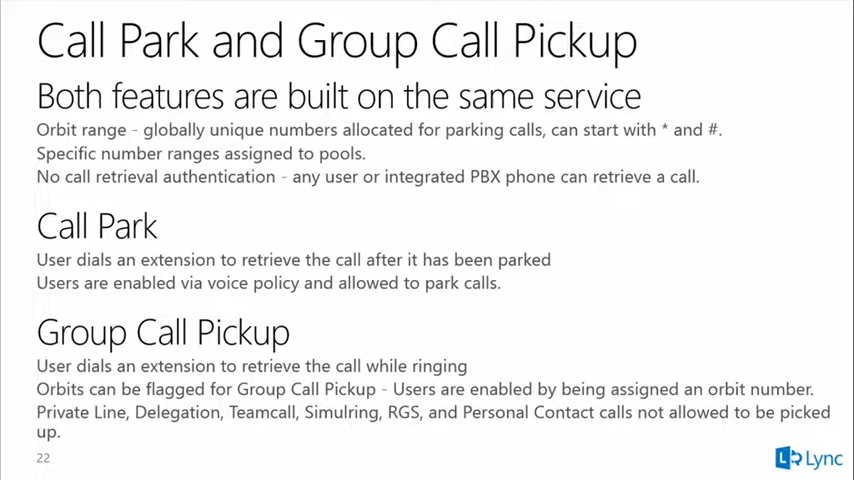 Call Park and Group Call Pickup
Both features are built on the same service
Orbit range - globally unique numbers allocated for parking calls, can start with * and #.
Specific number ranges assigned to pools.
No call retrieval authentication - any user or integrated PBX phone can retrieve a call.
Call Park
User dials an extension to retrieve the call after it has been parked
Users are enabled via voice policy and allowed to park calls.
Group Call Pickup
User dials an extension to retrieve the call while ringing
Orbits can be flagged for Group Call Pickup - Users are enabled by being assigned an orbit number.
Private Line, Delegation, Teamcall, Simulring, RGS, and Personal Contact calls not allowed to be picked
up.
22
L Lync